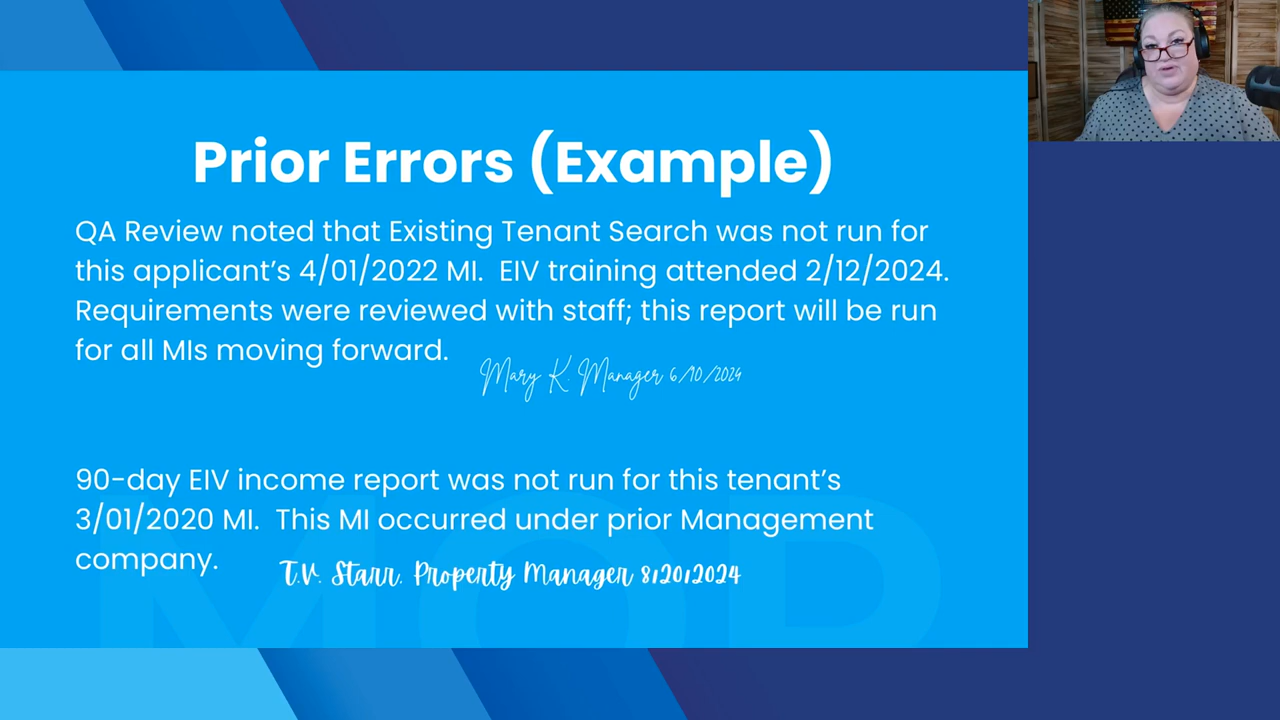 Prior Errors (Example)
QA Review noted that Existing Tenant Search was not run for
this applicant’s 4/01/2022 MI.  EIV training attended 2/12/2024.
Requirements were reviewed with staff; this report will be run
for all MIs moving forward.
Mary K. Manager 6/10/2024
90-day EIV income report was not run for this tenant’s
3/01/2020 MI.  This MI occurred under prior Management
company.
T.V. Starr, Property Manager 8/20/2024
MOR